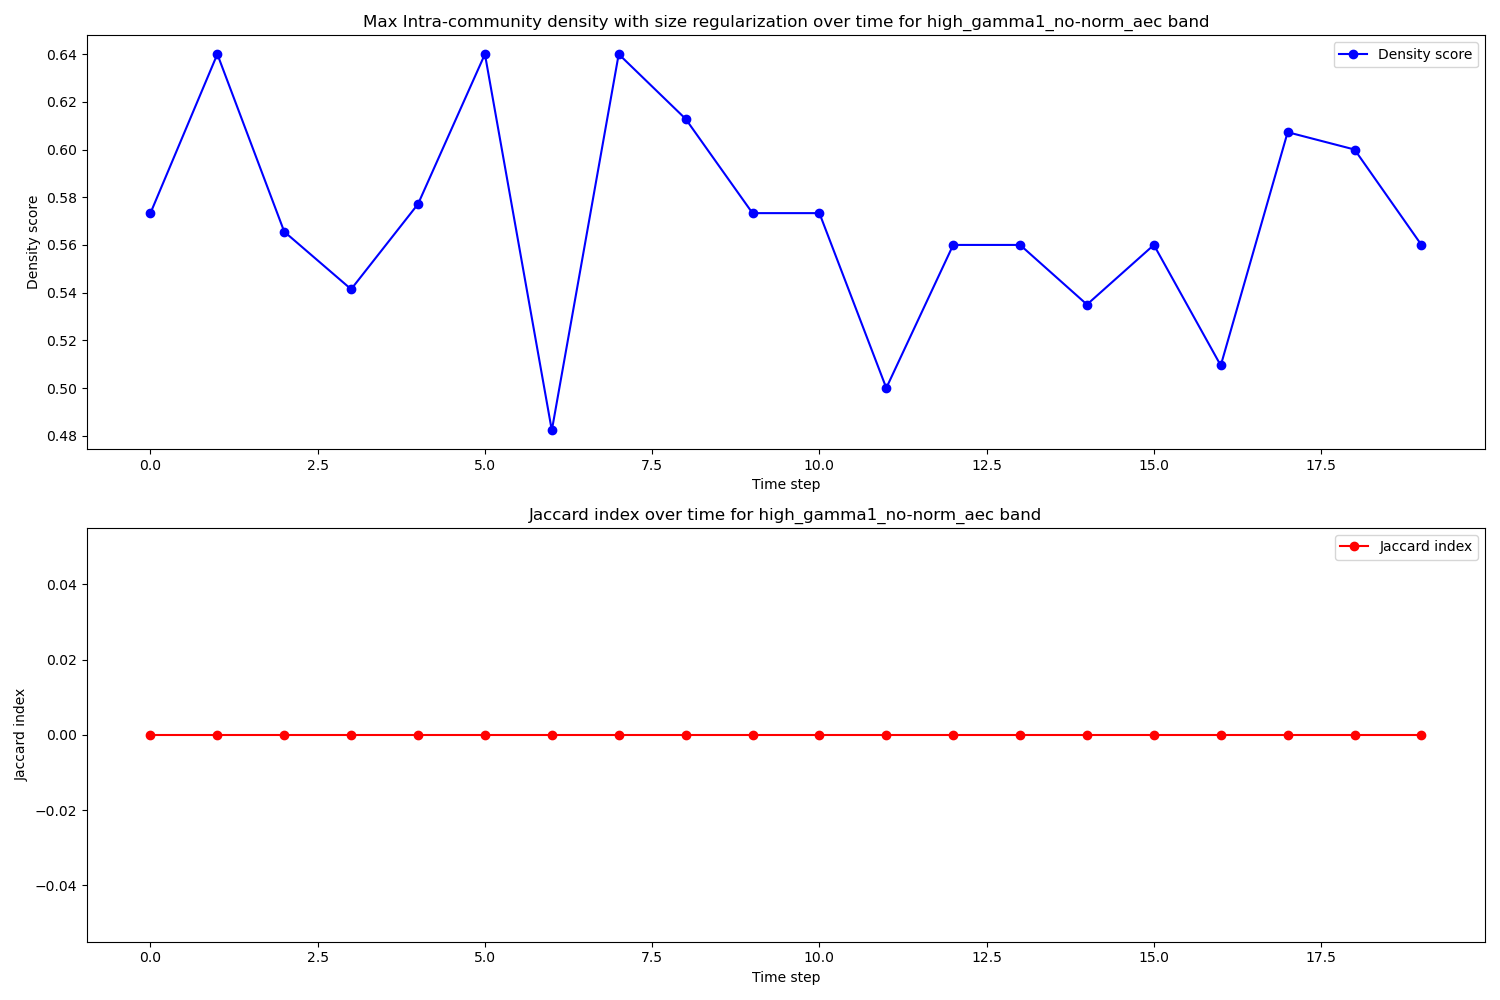 Max Intra-community density with size regularization over time for high_gamma1_no-norm_aec band
Density score
0.64
0.62
0.60
0.58
0.56
0.54
0.52
0.50
0.48
Density score
0.0 2.5 5.0 7.5 10.0 12.5 15.0 17.5
Time step
Jaccard index over time for high_gamma1_no-norm_aec band
Jaccard index
0.04
0.02
0.00
−0.02
−0.04
Jaccard index
0.0 2.5 5.0 7.5 10.0 12.5 15.0 17.5
Time step